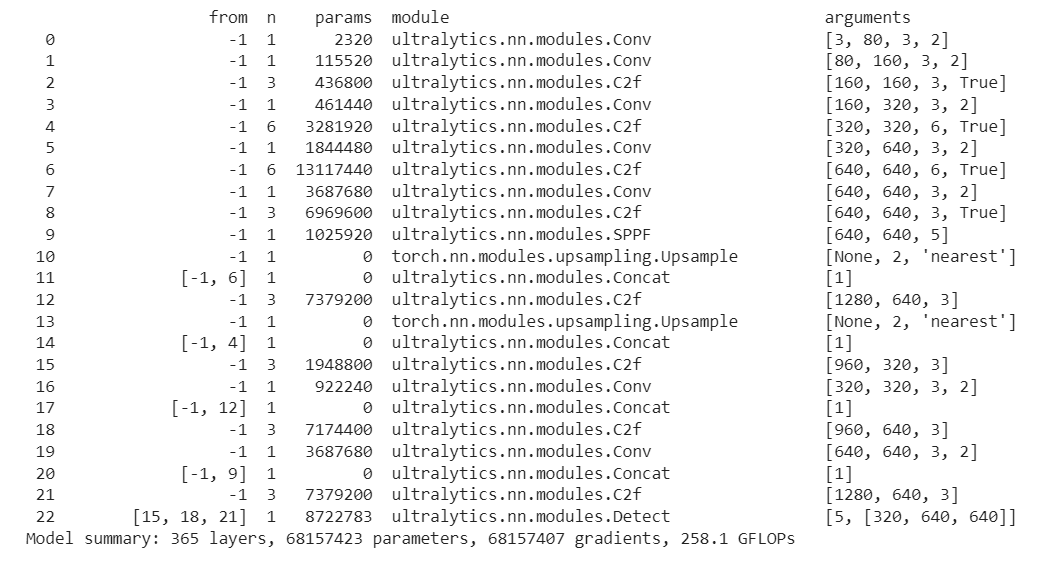 from n params module arguments
0 -1 1 2320 ultralytics.nn.modules.Conv [3, 80, 3, 2]
1 -1 1 115520 ultralytics.nn.modules.Conv [80, 160, 3, 2]
2 -1 3 436800 ultralytics.nn.modules.C2f [160, 160, 3, True]
3 -1 1 461440 ultralytics.nn.modules.Conv [160, 320, 3, 2]
4 -1 6 3281920 ultralytics.nn.modules.C2f [320, 320, 6, True]
5 -1 1 1844480 ultralytics.nn.modules.Conv [320, 640, 3, 2]
6 -1 6 13117440 ultralytics.nn.modules.C2f [640, 640, 6, True]
7 -1 1 3687680 ultralytics.nn.modules.Conv [640, 640, 3, 2]
8 -1 3 6969600 ultralytics.nn.modules.C2f [640, 640, 3, True]
9 -1 1 1025920 ultralytics.nn.modules.SPPF [640, 640, 5]
10 -1 1 0 torch.nn.modules.upsampling.Upsample [None, 2, 'nearest']
11 [-1, 6] 1 0 ultralytics.nn.modules.Concat [1]
12 -1 3 7379200 ultralytics.nn.modules.C2f [1280, 640, 3]
13 -1 1 0 torch.nn.modules.upsampling.Upsample [None, 2, 'nearest']
14 [-1, 4] 1 0 ultralytics.nn.modules.Concat [1]
15 -1 3 1948800 ultralytics.nn.modules.C2f [960, 320, 3]
16 -1 1 922240 ultralytics.nn.modules.Conv [320, 320, 3, 2]
17 [-1, 12] 1 0 ultralytics.nn.modules.Concat [1]
18 -1 3 7174400 ultralytics.nn.modules.C2f [960, 640, 3]
19 -1 1 3687680 ultralytics.nn.modules.Conv [640, 640, 3, 2]
20 [-1, 9] 1 0 ultralytics.nn.modules.Concat [1]
21 -1 3 7379200 ultralytics.nn.modules.C2f [1280, 640, 3]
22 [15, 18, 21] 1 8722783 ultralytics.nn.modules.Detect [5, [320, 640, 640]]
Model summary: 365 layers, 68157423 parameters, 68157407 gradients, 258.1 GFLOPs